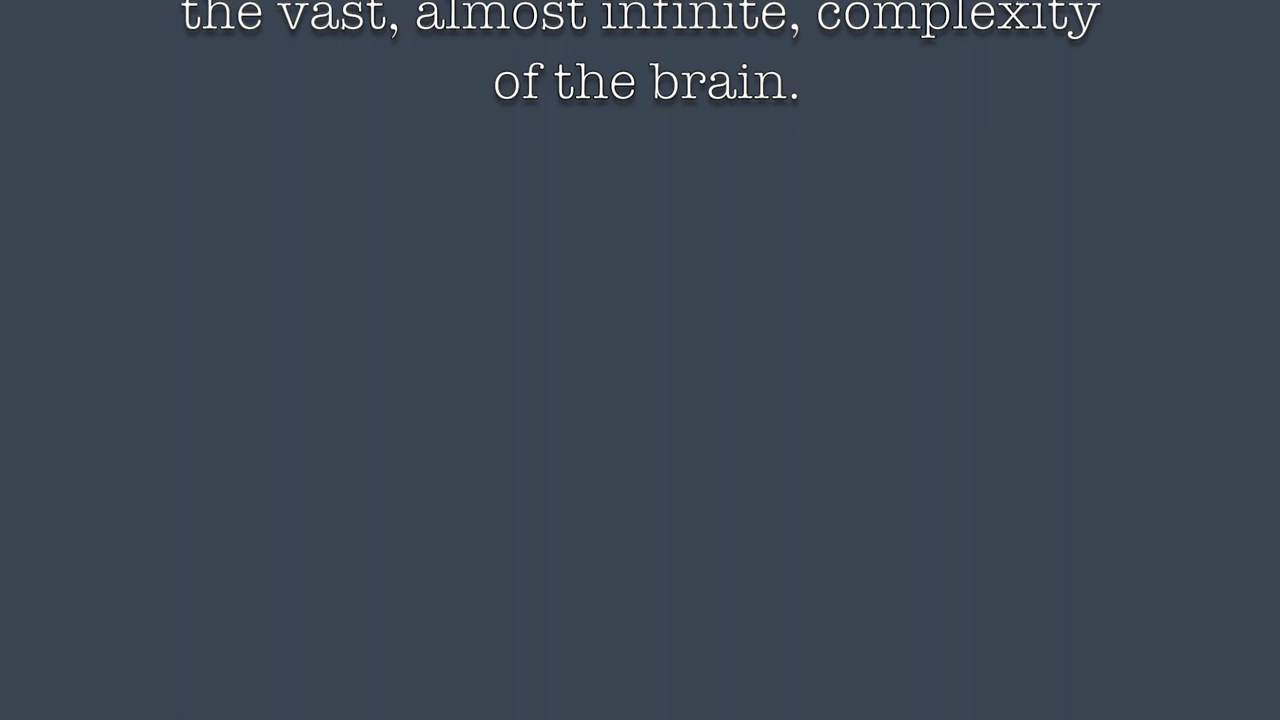 the vast, almost infinite, complexity
of the brain.